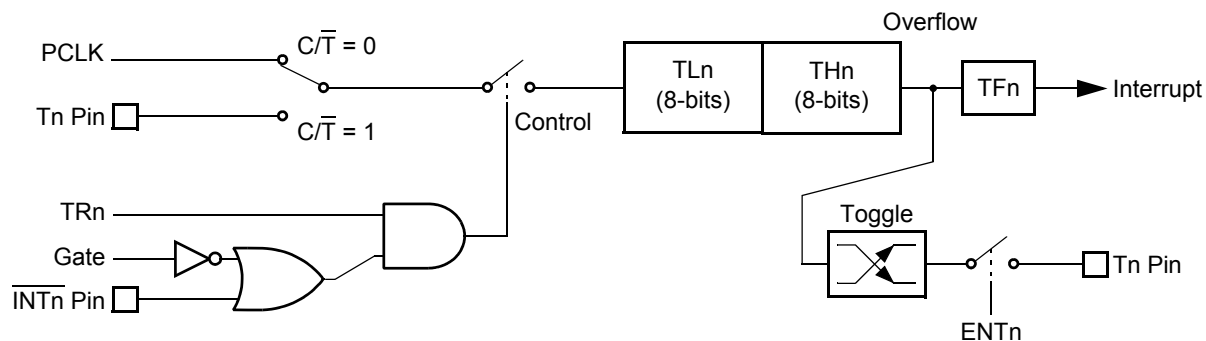 Overflow
PCLK
C/T̅ = 0
TLn
(8-bits)
THn
(8-bits)
TFn
Interrupt
Tn Pin
C/T̅ = 1
Control
TRn
Toggle
Gate
Tn Pin
I̅N̅T̅n̅ Pin
ENTn